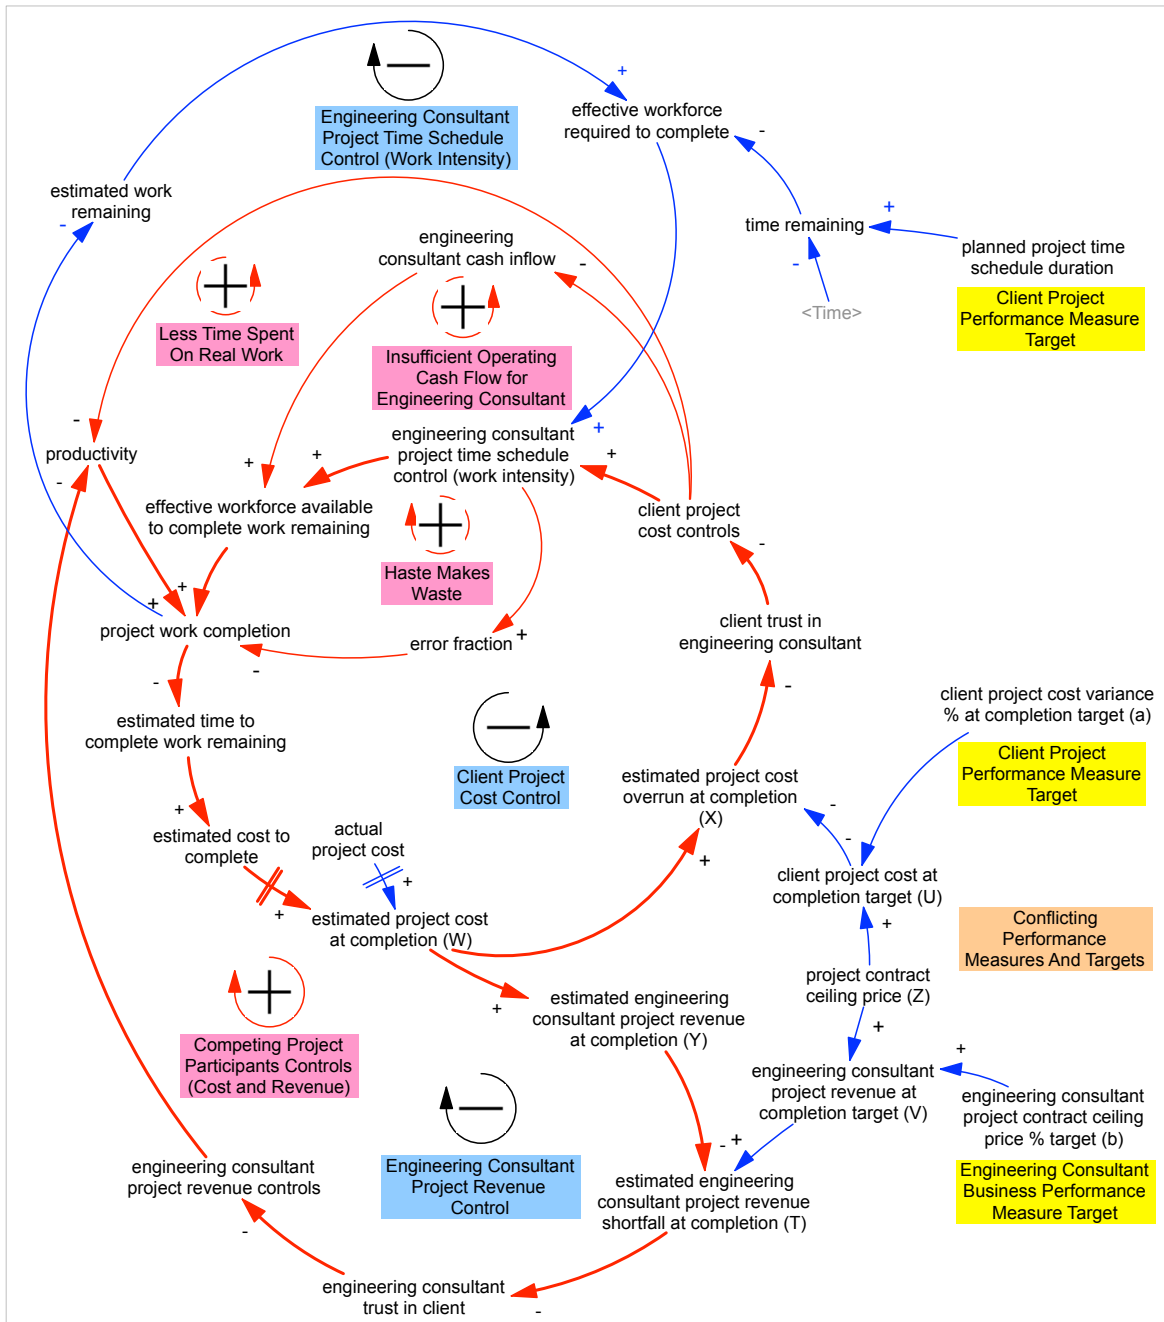 Engineering Consultant
Project Time Schedule
Control (Work Intensity)
+
effective workforce
required to complete
-
estimated work
remaining
-
time remaining
+
-
planned project time
schedule duration
<Time>
Client Project
Performance Measure
Target
engineering
consultant cash inflow
-
Less Time Spent
On Real Work
Insufficient Operating
Cash Flow for
Engineering Consultant
-
productivity
-
engineering consultant
project time schedule
control (work intensity)
+
+
+
+
effective workforce available
to complete work remaining
client project
cost controls
-
Haste Makes
Waste
+
+
project work completion
-
error fraction
+
client trust in
engineering consultant
-
-
estimated time to
complete work remaining
client project cost variance
% at completion target (a)
Client Project
Performance Measure
Target
Client Project
Cost Control
estimated project cost
overrun at completion
(X)
-
-
+
+
estimated cost to
complete
actual
project cost
+
+
estimated project cost
at completion (W)
client project cost at
completion target (U)
+
Conflicting
Performance
Measures And Targets
project contract
ceiling price (Z)
+
+
estimated engineering
consultant project revenue
at completion (Y)
Competing Project
Participants Controls
(Cost and Revenue)
engineering consultant
project revenue at
completion target (V)
+
engineering consultant
project contract ceiling
price % target (b)
- +
Engineering Consultant
Project Revenue
Control
engineering consultant
project revenue controls
-
estimated engineering
consultant project revenue
shortfall at completion (T)
Engineering Consultant
Business Performance
Measure Target
engineering consultant
trust in client
-